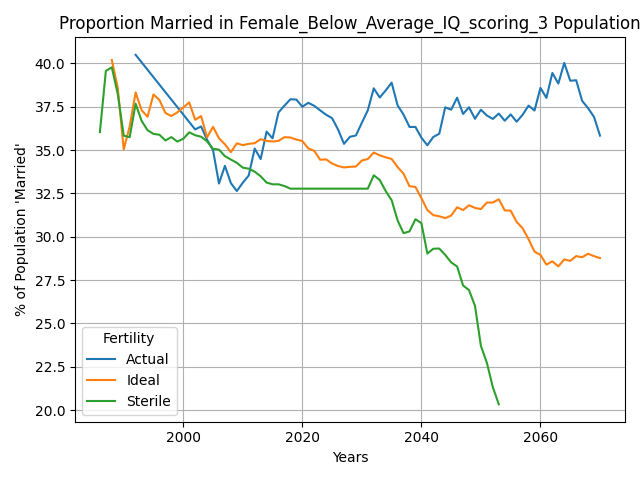 Proportion Married in Female_Below_Average_IQ_scoring_3 Population
% of Population 'Married'
40.0
37.5
35.0
32.5
30.0
27.5
25.0
22.5
20.0
Fertility
Actual
Ideal
Sterile
2000
2020
2040
2060
Years